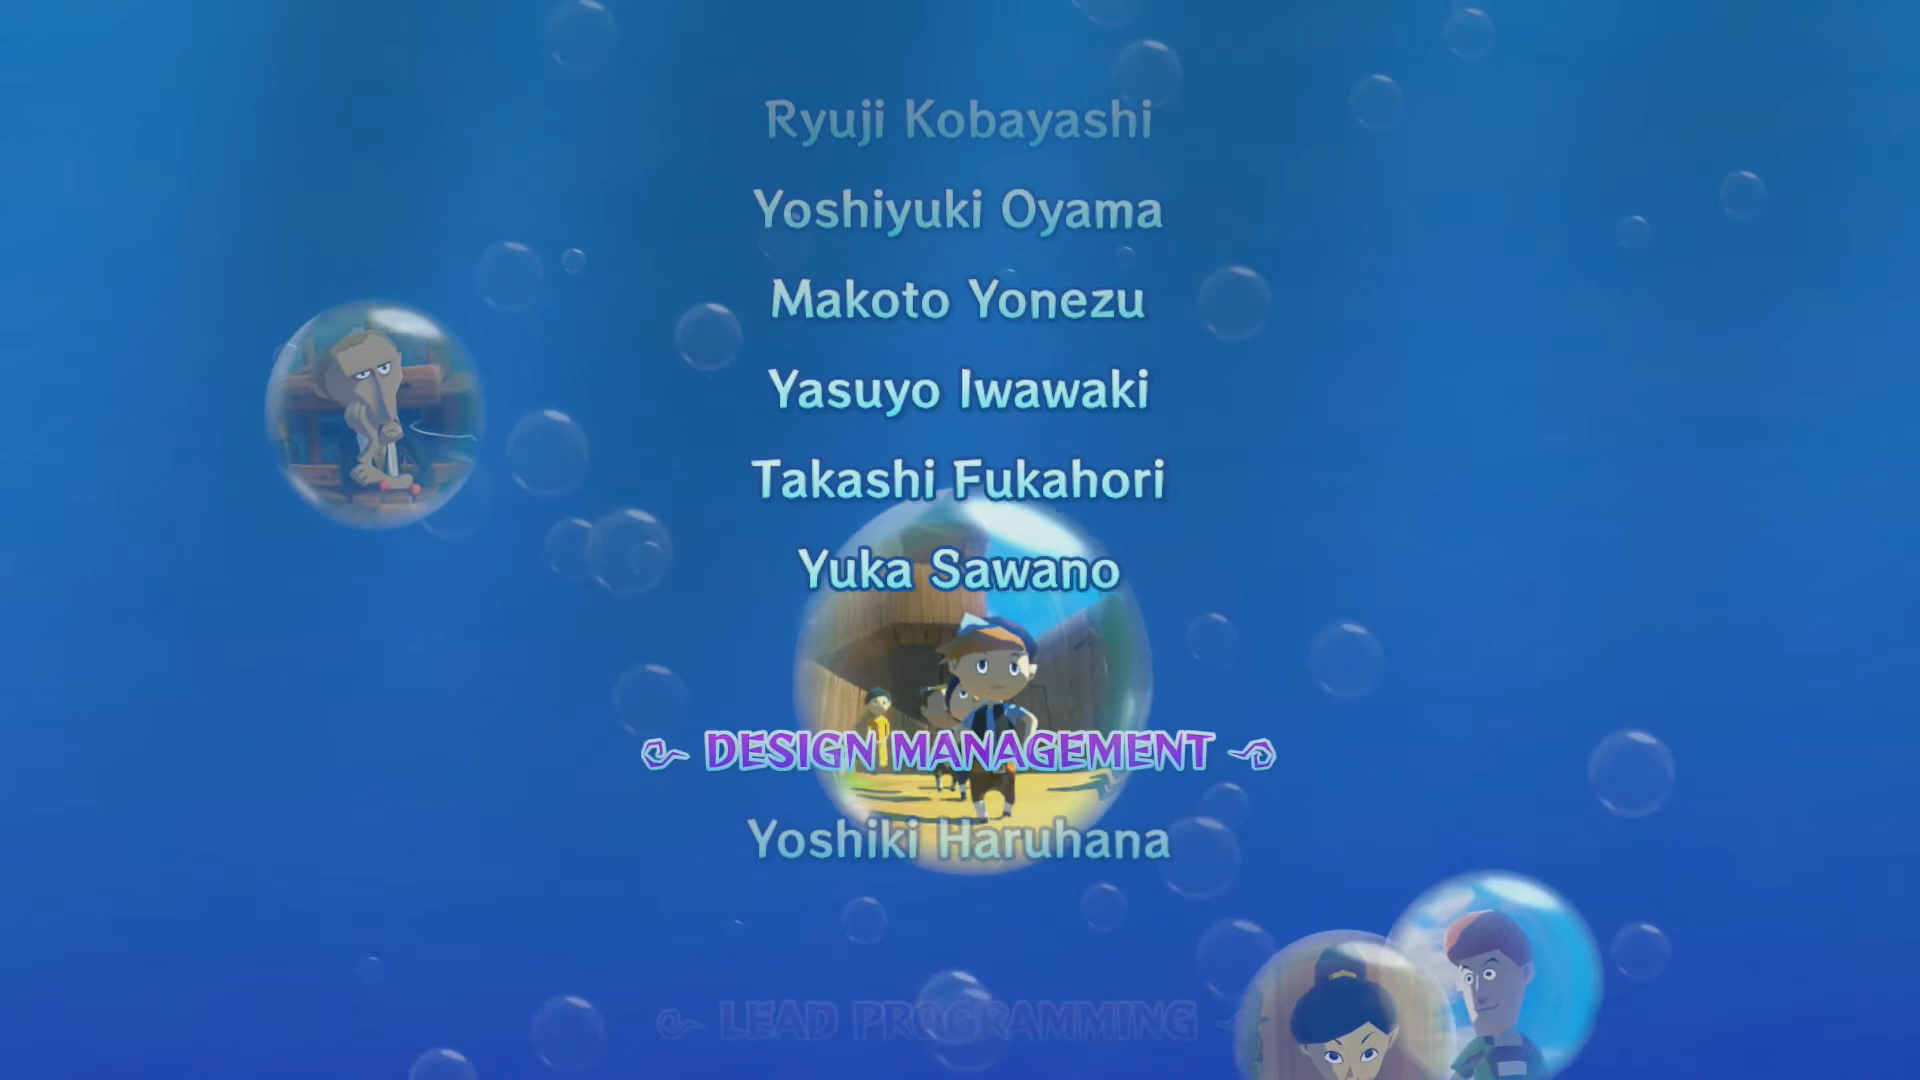 Ryuji Kobayashi
Yoshiyuki Oyama
Makoto Yonezu
Yasuyo Iwawaki
Takashi Fukahori
Yuka Sawano
DESIGN MANAGEMENT
Yoshiki Haruhana
LEAD PROGRAMMING